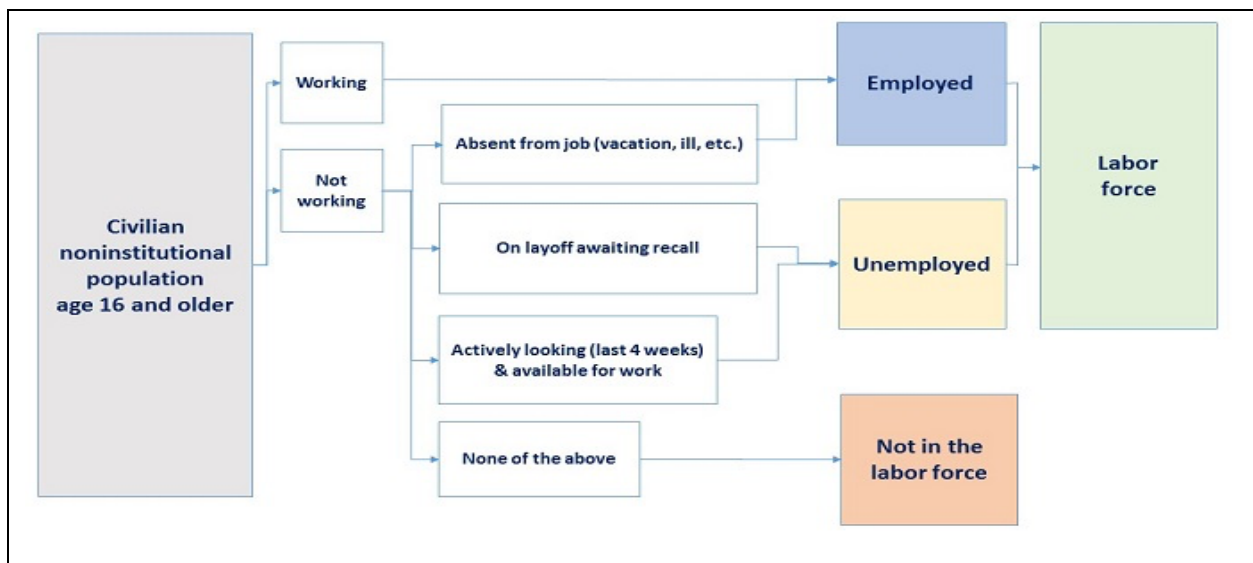 Civilian
noninstitutional
population
age 16 and older
Working
Not
working
Absent from job (vacation, ill, etc.)
On layoff awaiting recall
Actively looking (last 4 weeks)
& available for work
None of the above
Employed
Unemployed
Not in the
labor force
Labor
force